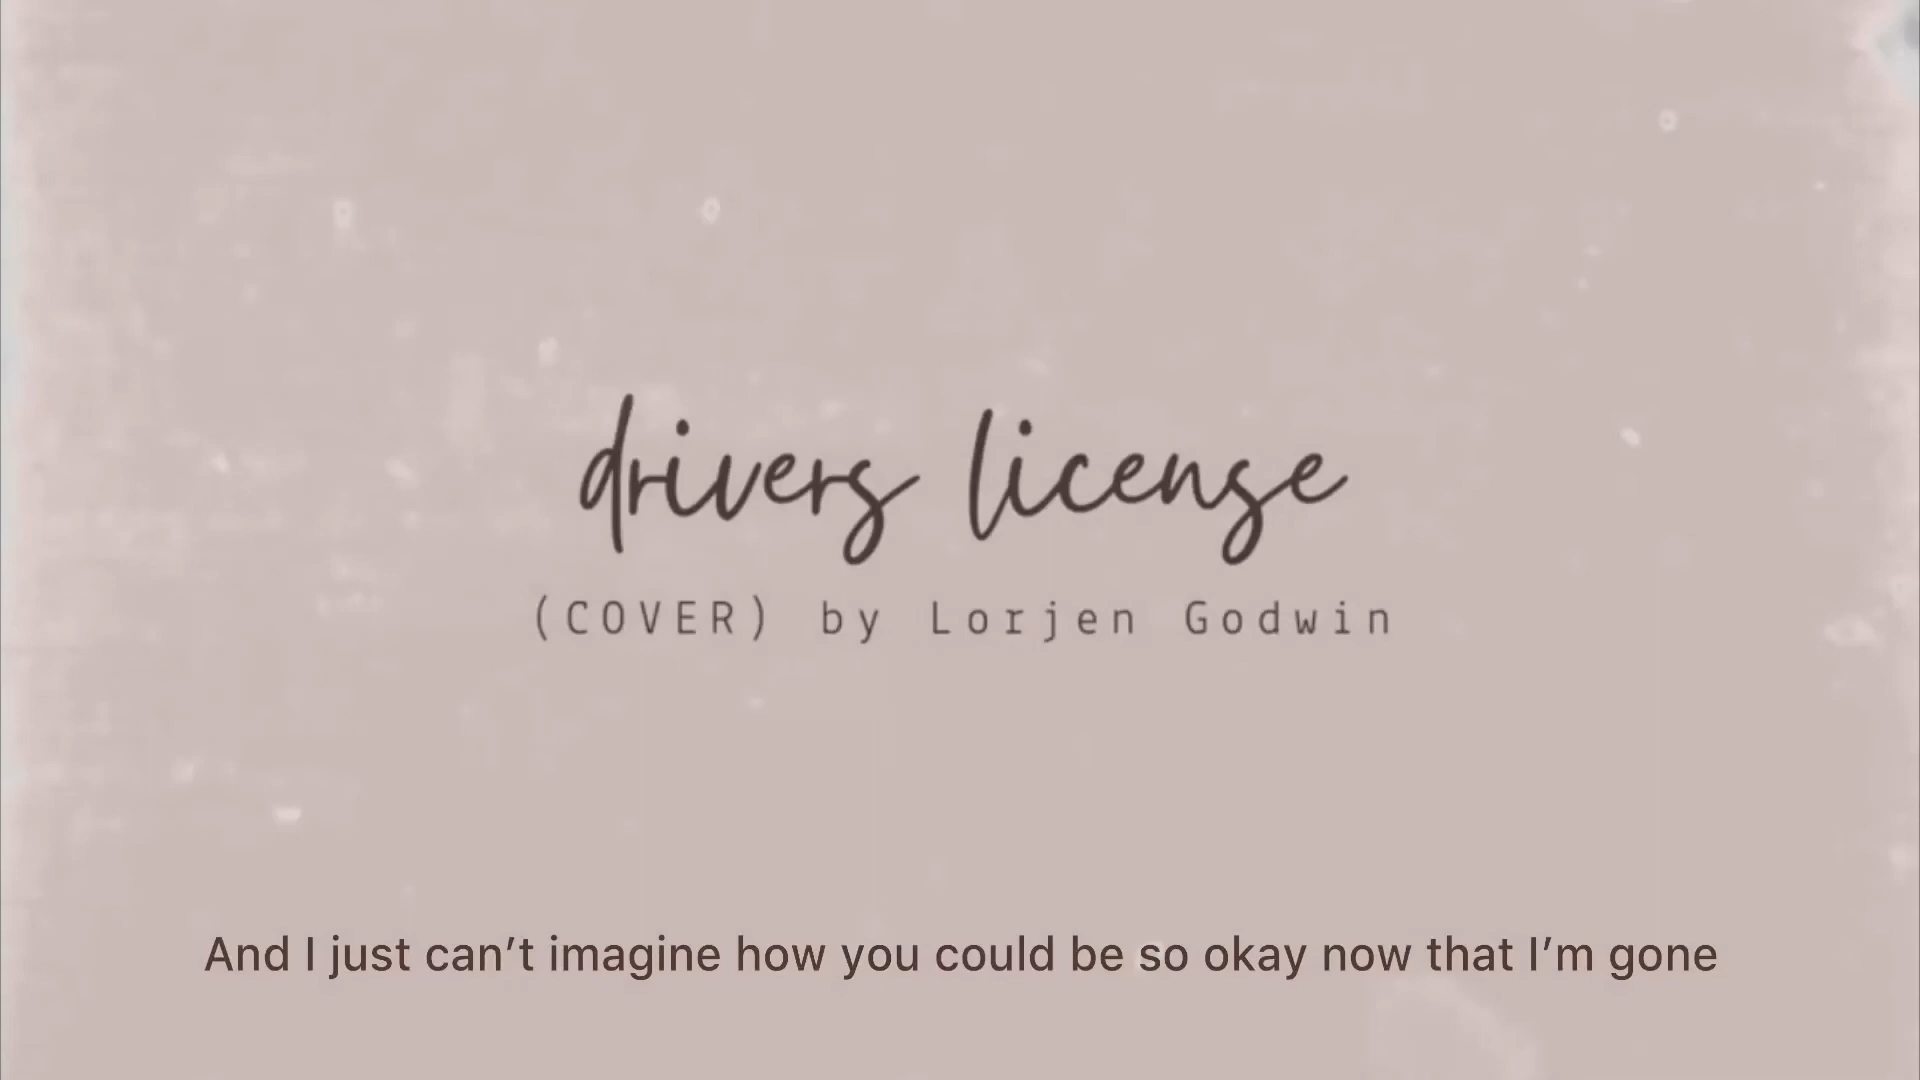 drivers license
(COVER) by Lorjen Godwin
And I just can’t imagine how you could be so okay now that I’m gone